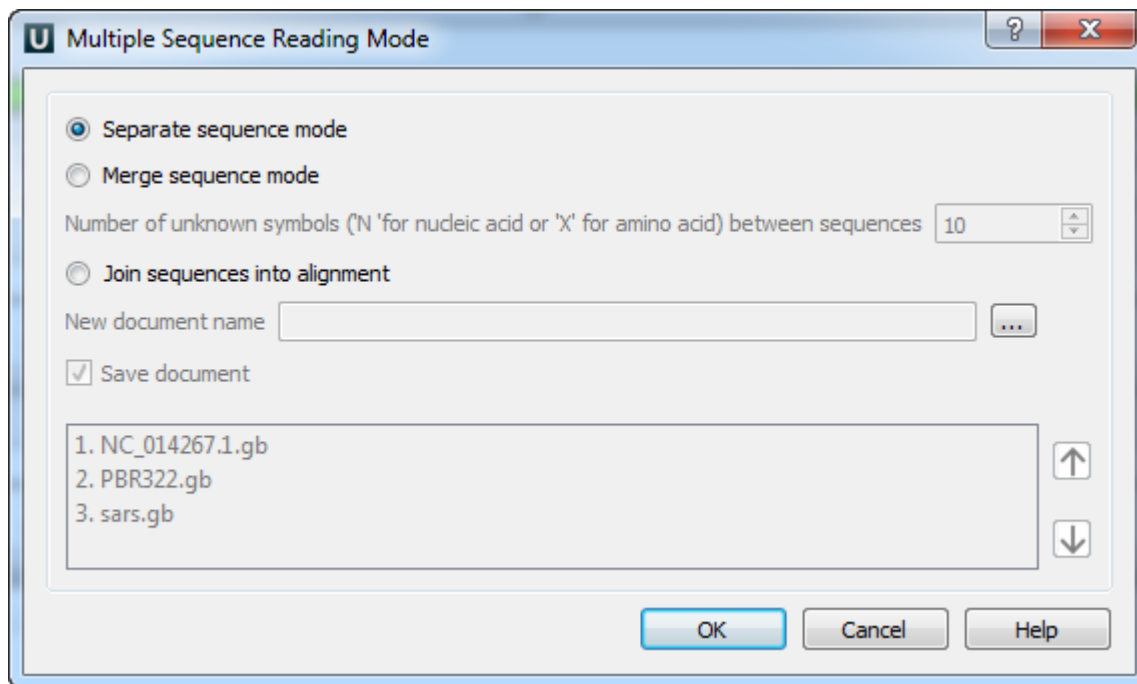 U Multiple Sequence Reading Mode
Separate sequence mode
Merge sequence mode
Number of unknown symbols ('N 'for nucleic acid or 'X' for amino acid) between sequences 10
Join sequences into alignment
New document name ...
Save document
1. NC_014267.1.gb
2. PBR322.gb
3. sars.gb
OK Cancel Help